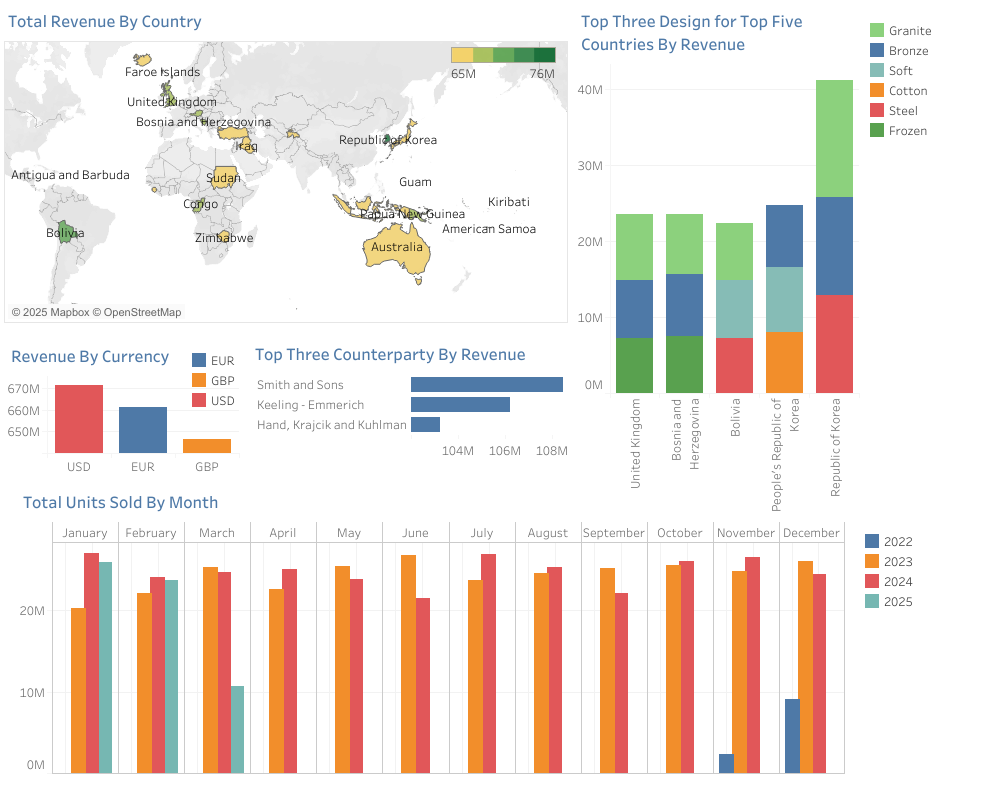 Total Revenue By Country
Faroe Islands
United Kingdom
Bosnia and Herzegovina
Iraq
Republic of Korea
Antigua and Barbuda
Sudan
Guam
Congo
Kiribati
Papua New Guinea
Bolivia
Zimbabwe
American Samoa
Australia
65M 76M
© 2025 Mapbox © OpenStreetMap
Top Three Design for Top Five
Countries By Revenue
Granite
Bronze
Soft
Cotton
Steel
Frozen
40M
30M
20M
10M
0M
United Kingdom
Bosnia and
Herzegovina
Bolivia
People's Republic of
Korea
Republic of Korea
Revenue By Currency
EUR
GBP
USD
670M
660M
650M
USD EUR GBP
Top Three Counterparty By Revenue
Smith and Sons
Keeling - Emmerich
Hand, Krajcik and Kuhlman
104M 106M 108M
Total Units Sold By Month
January February March April May June July August September October November December
20M
10M
0M
2022
2023
2024
2025